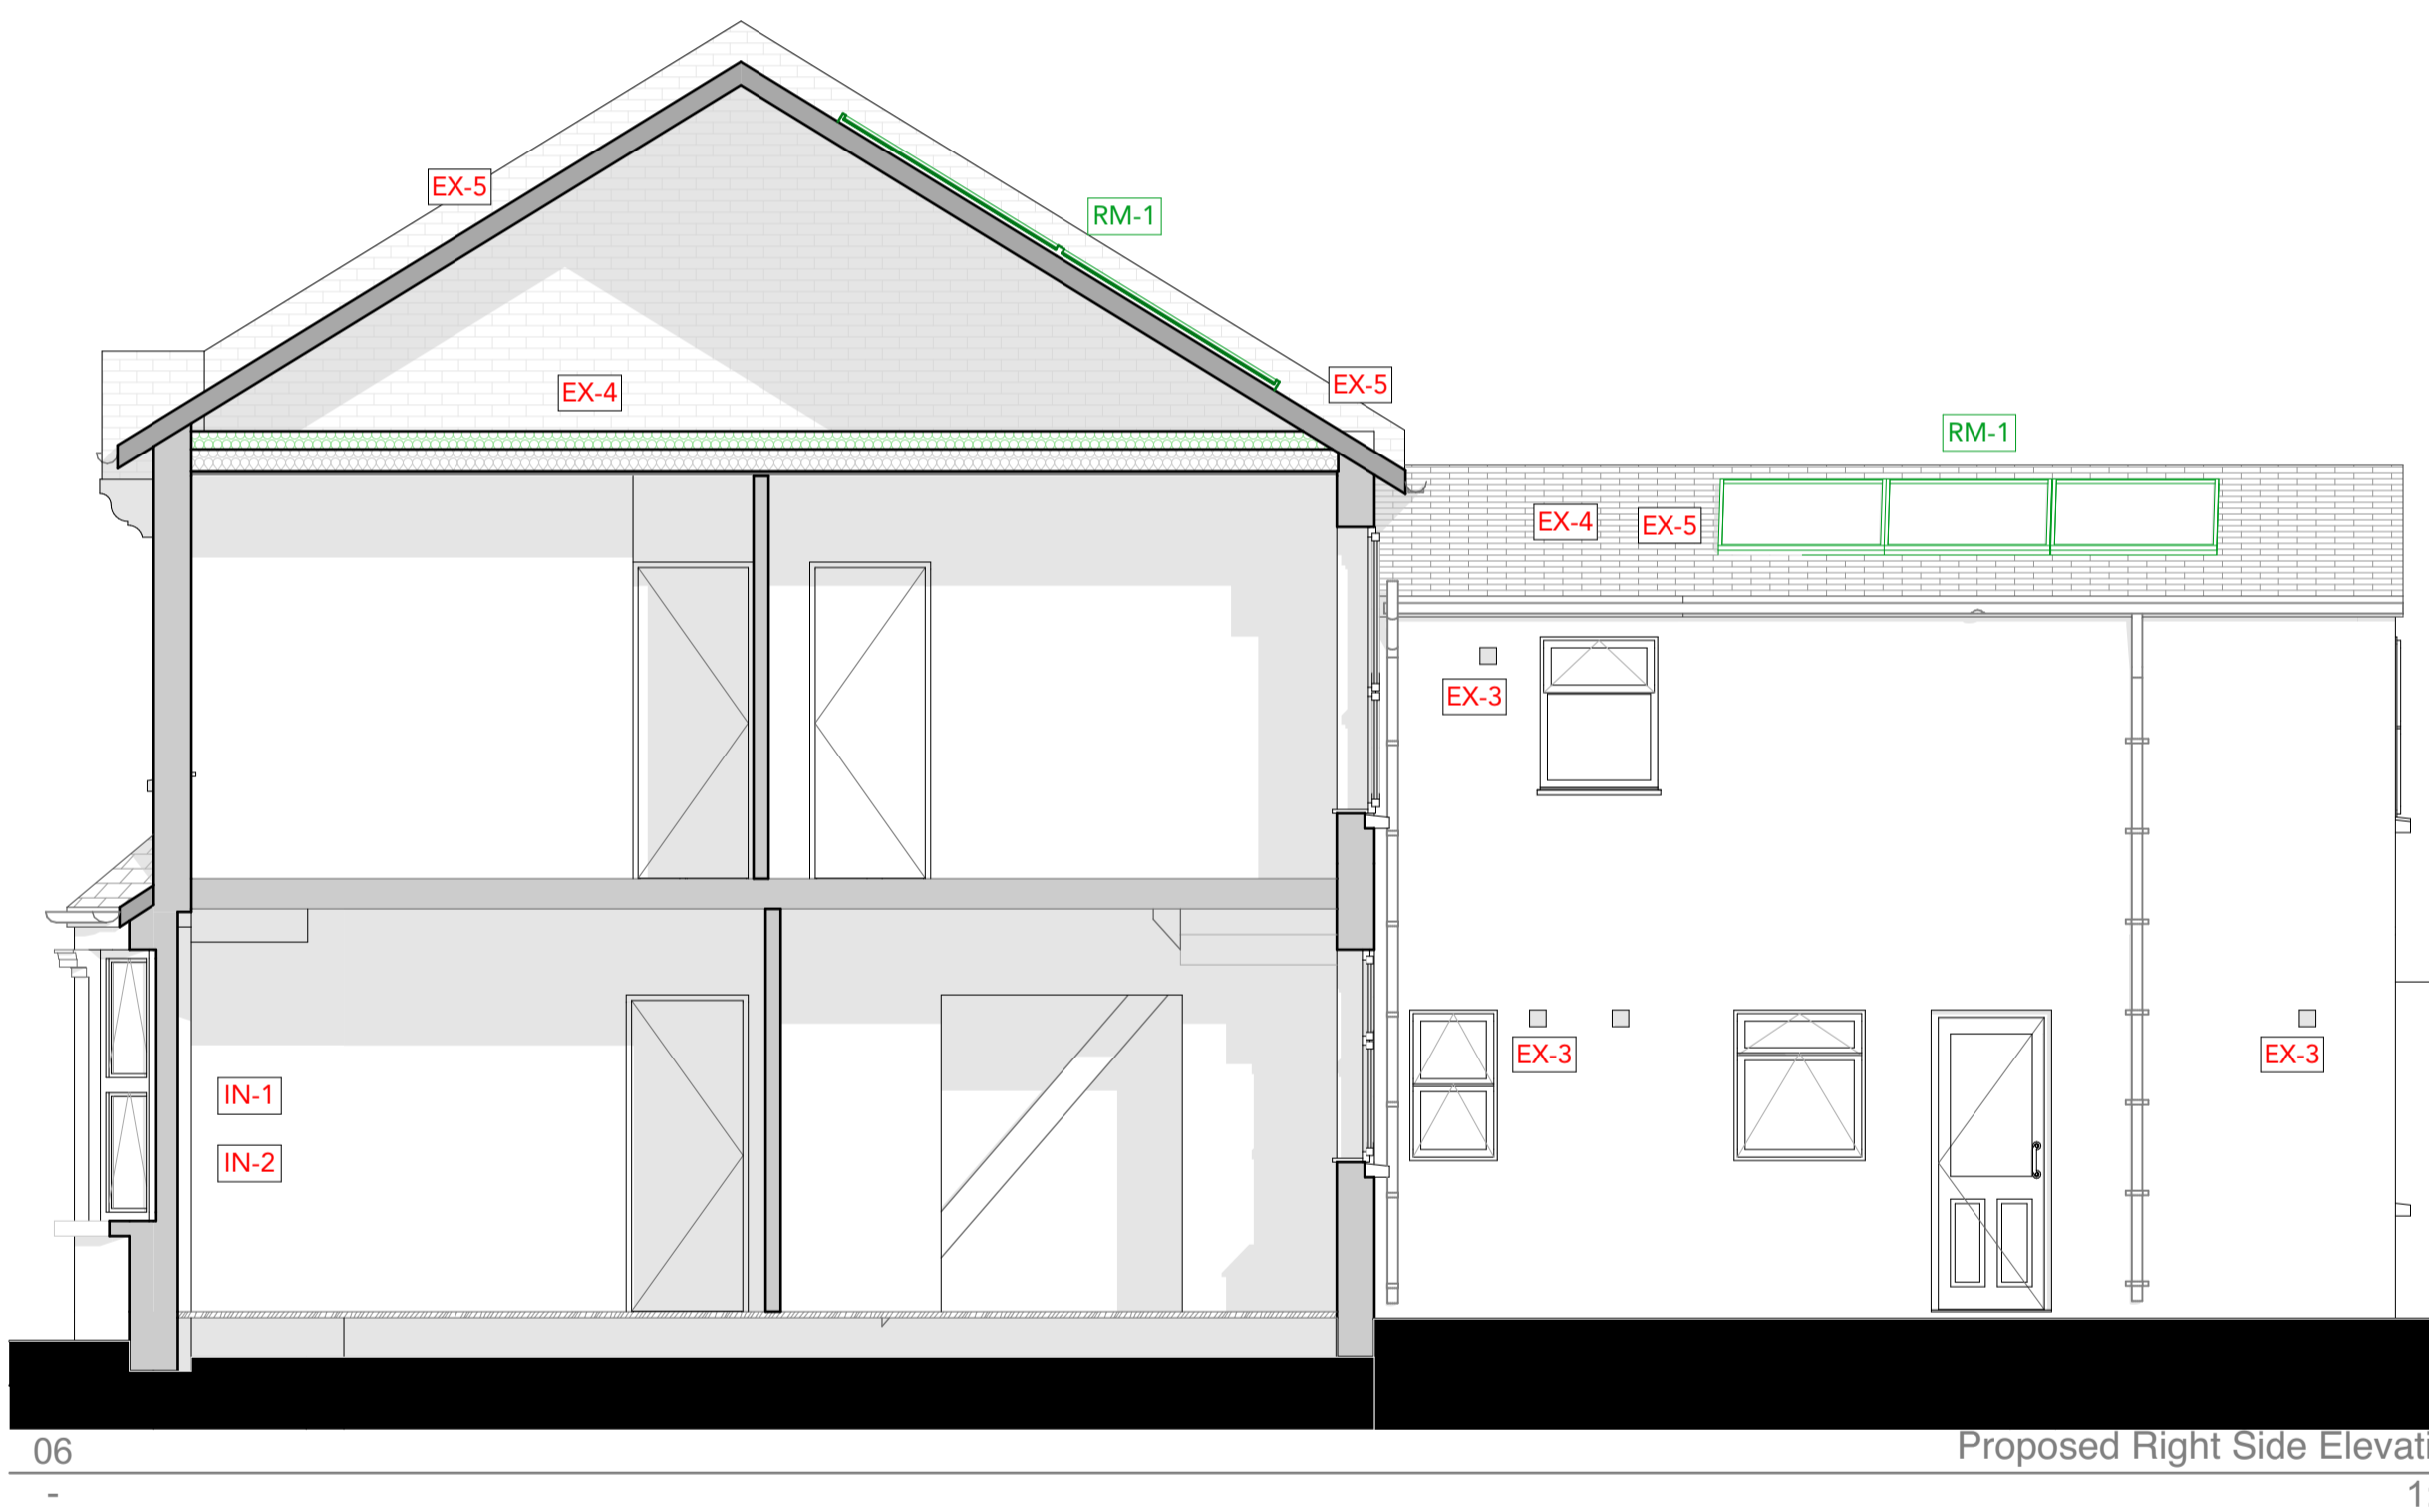 EX-5
RM-1
EX-4
EX-5
RM-1
EX-4
EX-5
EX-3
EX-3
EX-3
IN-1
IN-2
06
Proposed Right Side Elevati
-
1